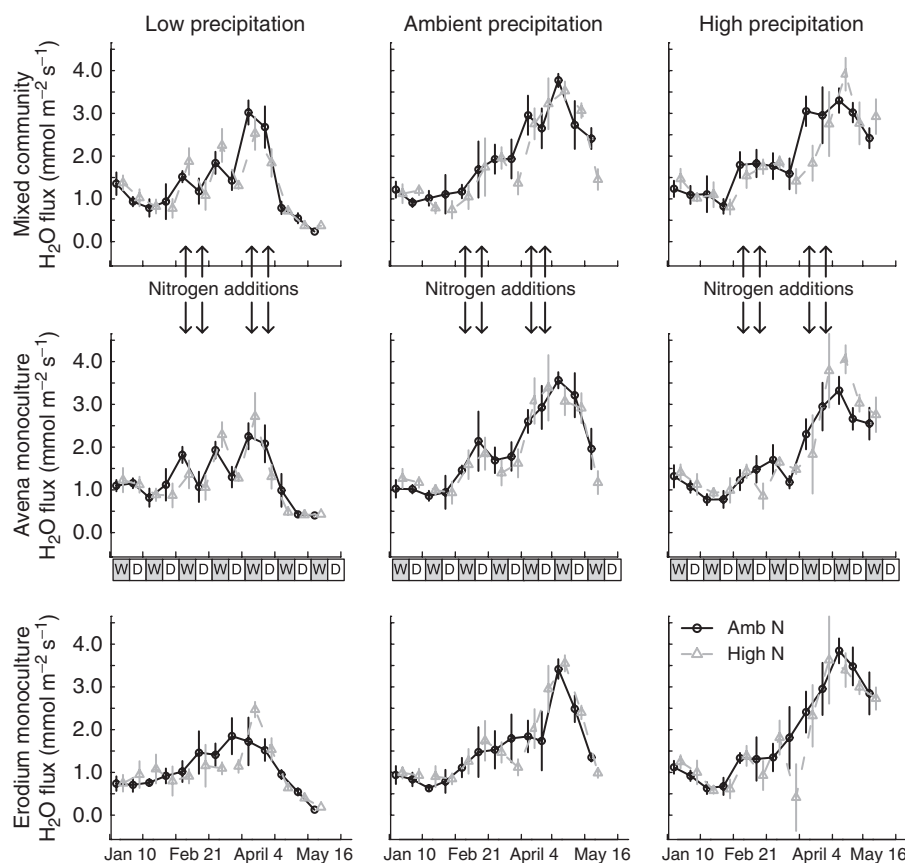 Low precipitation
Ambient precipitation
High precipitation
Mixed community
H₂O flux (mmol m⁻² s⁻¹)
4.0
3.0
2.0
1.0
0.0
Nitrogen additions
Nitrogen additions
Nitrogen additions
Avena monoculture
H₂O flux (mmol m⁻² s⁻¹)
4.0
3.0
2.0
1.0
0.0
W D W D W D W D W D W D W D
W D W D W D W D W D W D W D
W D W D W D W D W D W D W D
Erodium monoculture
H₂O flux (mmol m⁻² s⁻¹)
4.0
3.0
2.0
1.0
0.0
Amb N
High N
Jan 10 Feb 21 April 4 May 16
Jan 10 Feb 21 April 4 May 16
Jan 10 Feb 21 April 4 May 16